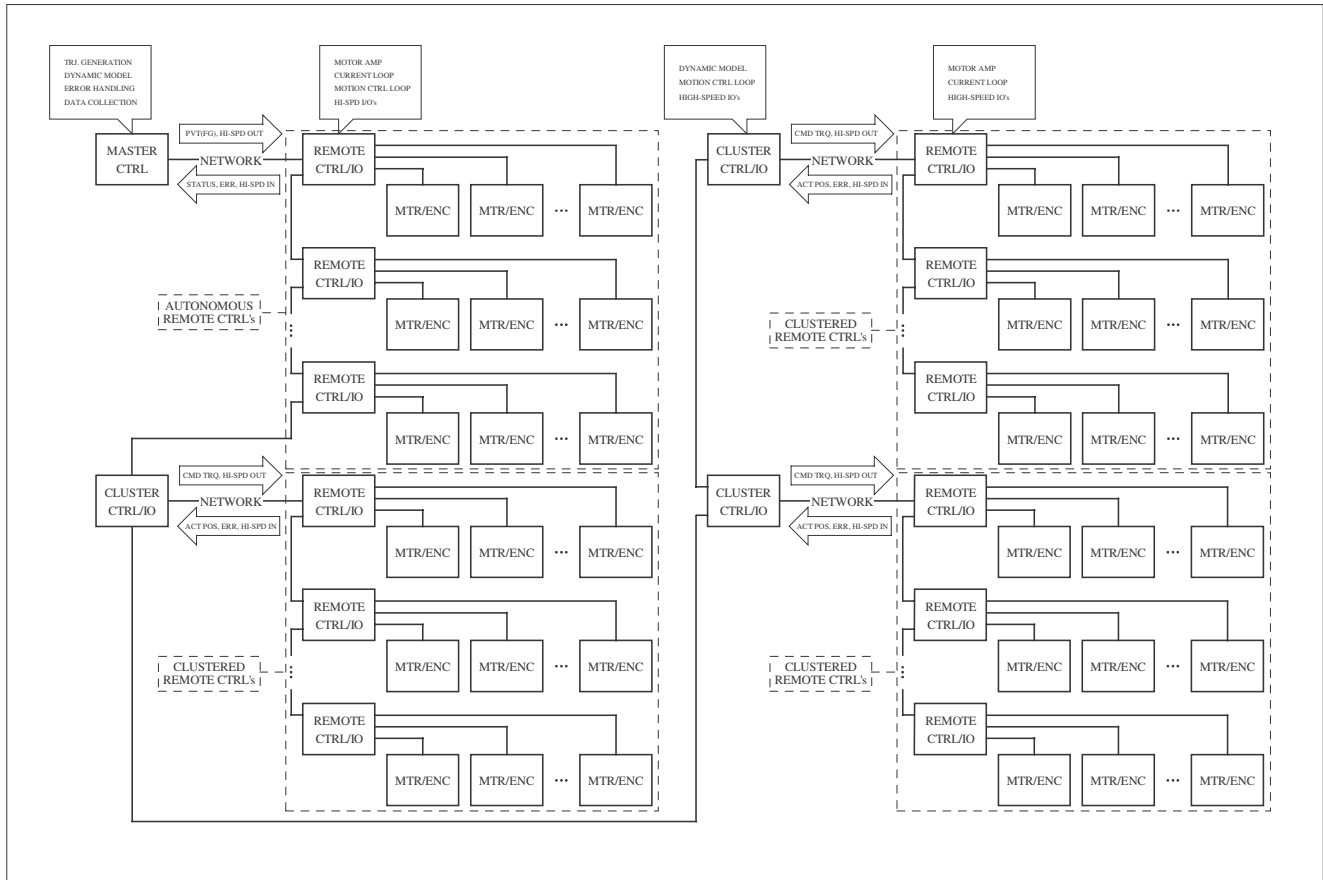 TRJ. GENERATION
DYNAMIC MODEL
ERROR HANDLING
DATA COLLECTION
MOTOR AMP
CURRENT LOOP
MOTION CTRL LOOP
HI-SPD I/O's
PVT(FG), HI-SPD OUT
MASTER
CTRL
NETWORK
STATUS, ERR, HI-SPD IN
REMOTE
CTRL/IO
MTR/ENC
MTR/ENC
...
MTR/ENC
REMOTE
CTRL/IO
MTR/ENC
MTR/ENC
...
MTR/ENC
AUTONOMOUS
REMOTE CTRL's
REMOTE
CTRL/IO
MTR/ENC
MTR/ENC
...
MTR/ENC
CMD TRQ, HI-SPD OUT
CLUSTER
CTRL/IO
NETWORK
ACT POS, ERR, HI-SPD IN
REMOTE
CTRL/IO
MTR/ENC
MTR/ENC
...
MTR/ENC
REMOTE
CTRL/IO
MTR/ENC
MTR/ENC
...
MTR/ENC
CLUSTERED
REMOTE CTRL's
REMOTE
CTRL/IO
MTR/ENC
MTR/ENC
...
MTR/ENC
DYNAMIC MODEL
MOTION CTRL LOOP
HIGH-SPEED IO's
MOTOR AMP
CURRENT LOOP
HIGH-SPEED IO's
CMD TRQ, HI-SPD OUT
CLUSTER
CTRL/IO
NETWORK
ACT POS, ERR, HI-SPD IN
REMOTE
CTRL/IO
MTR/ENC
MTR/ENC
...
MTR/ENC
REMOTE
CTRL/IO
MTR/ENC
MTR/ENC
...
MTR/ENC
CLUSTERED
REMOTE CTRL's
REMOTE
CTRL/IO
MTR/ENC
MTR/ENC
...
MTR/ENC
CMD TRQ, HI-SPD OUT
CLUSTER
CTRL/IO
NETWORK
ACT POS, ERR, HI-SPD IN
REMOTE
CTRL/IO
MTR/ENC
MTR/ENC
...
MTR/ENC
REMOTE
CTRL/IO
MTR/ENC
MTR/ENC
...
MTR/ENC
CLUSTERED
REMOTE CTRL's
REMOTE
CTRL/IO
MTR/ENC
MTR/ENC
...
MTR/ENC